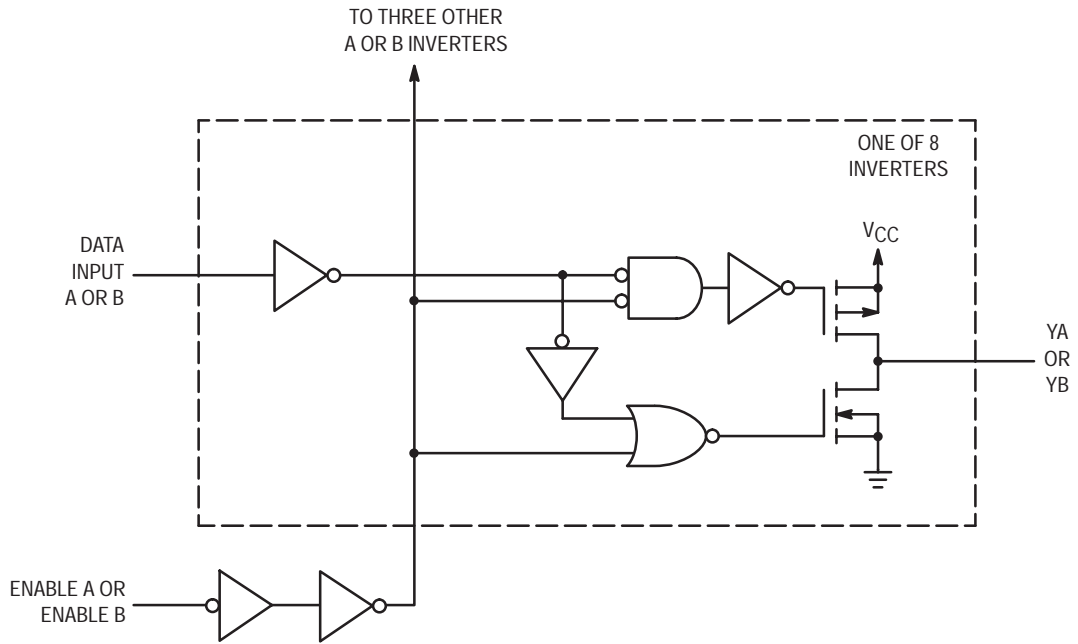 TO THREE OTHER
A OR B INVERTERS
ONE OF 8
INVERTERS
DATA
INPUT
A OR B
VCC
YA
OR
YB
ENABLE A OR
ENABLE B